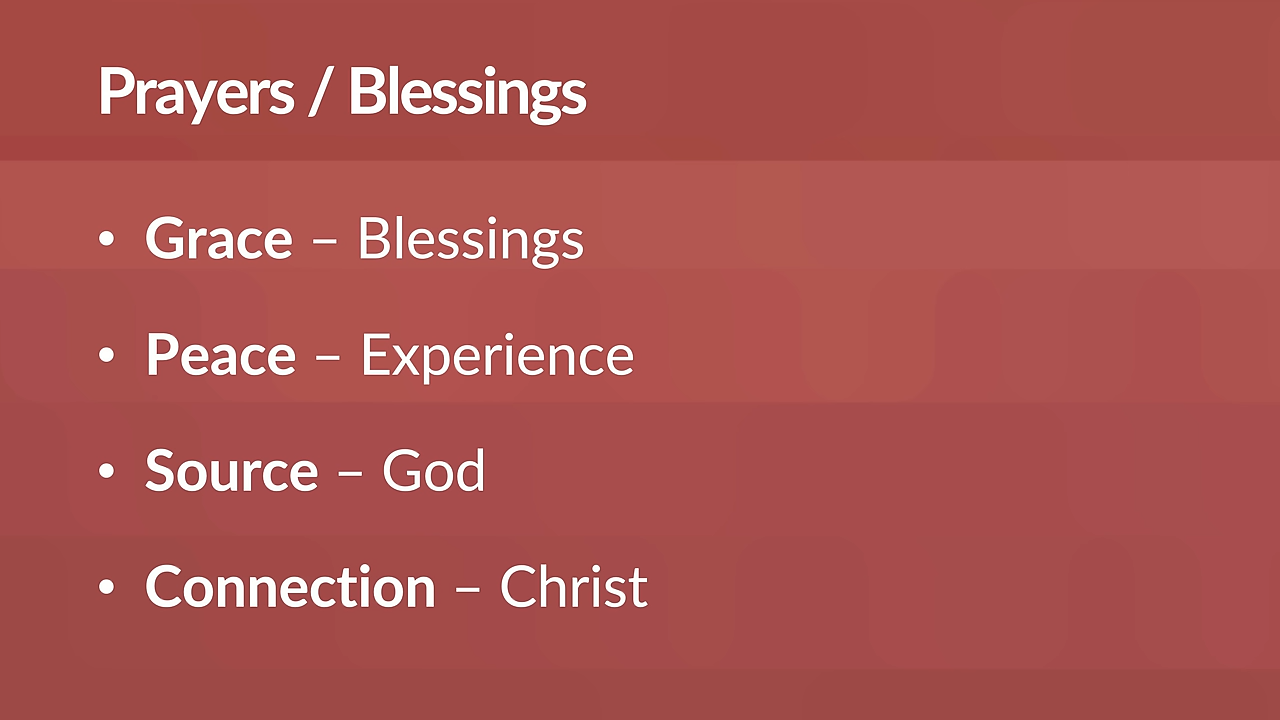 Prayers / Blessings
• Grace – Blessings
• Peace – Experience
• Source – God
• Connection – Christ